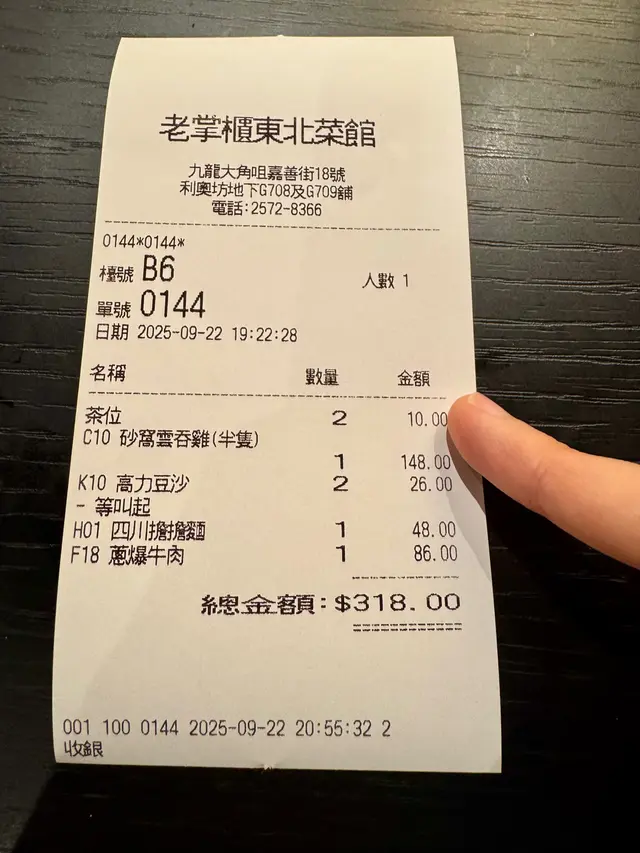 老掌櫃東北菜館
九龍大角咀嘉善街18號
利奧坊地下G708及G709舖
電話:2572-8366
0144*0144*
檯號 B6 人數 1
單號 0144
日期 2025-09-22 19:22:28
名稱 數量 金額
茶位 2 10.00
C10 砂窩雲吞雞(半隻)
1 148.00
K10 高力豆沙 2 26.00
- 等叫起
H01 四川擔擔麵 1 48.00
F18 蔥爆牛肉 1 86.00
總金額:$318.00
001 100 0144 2025-09-22 20:55:32 2
收銀